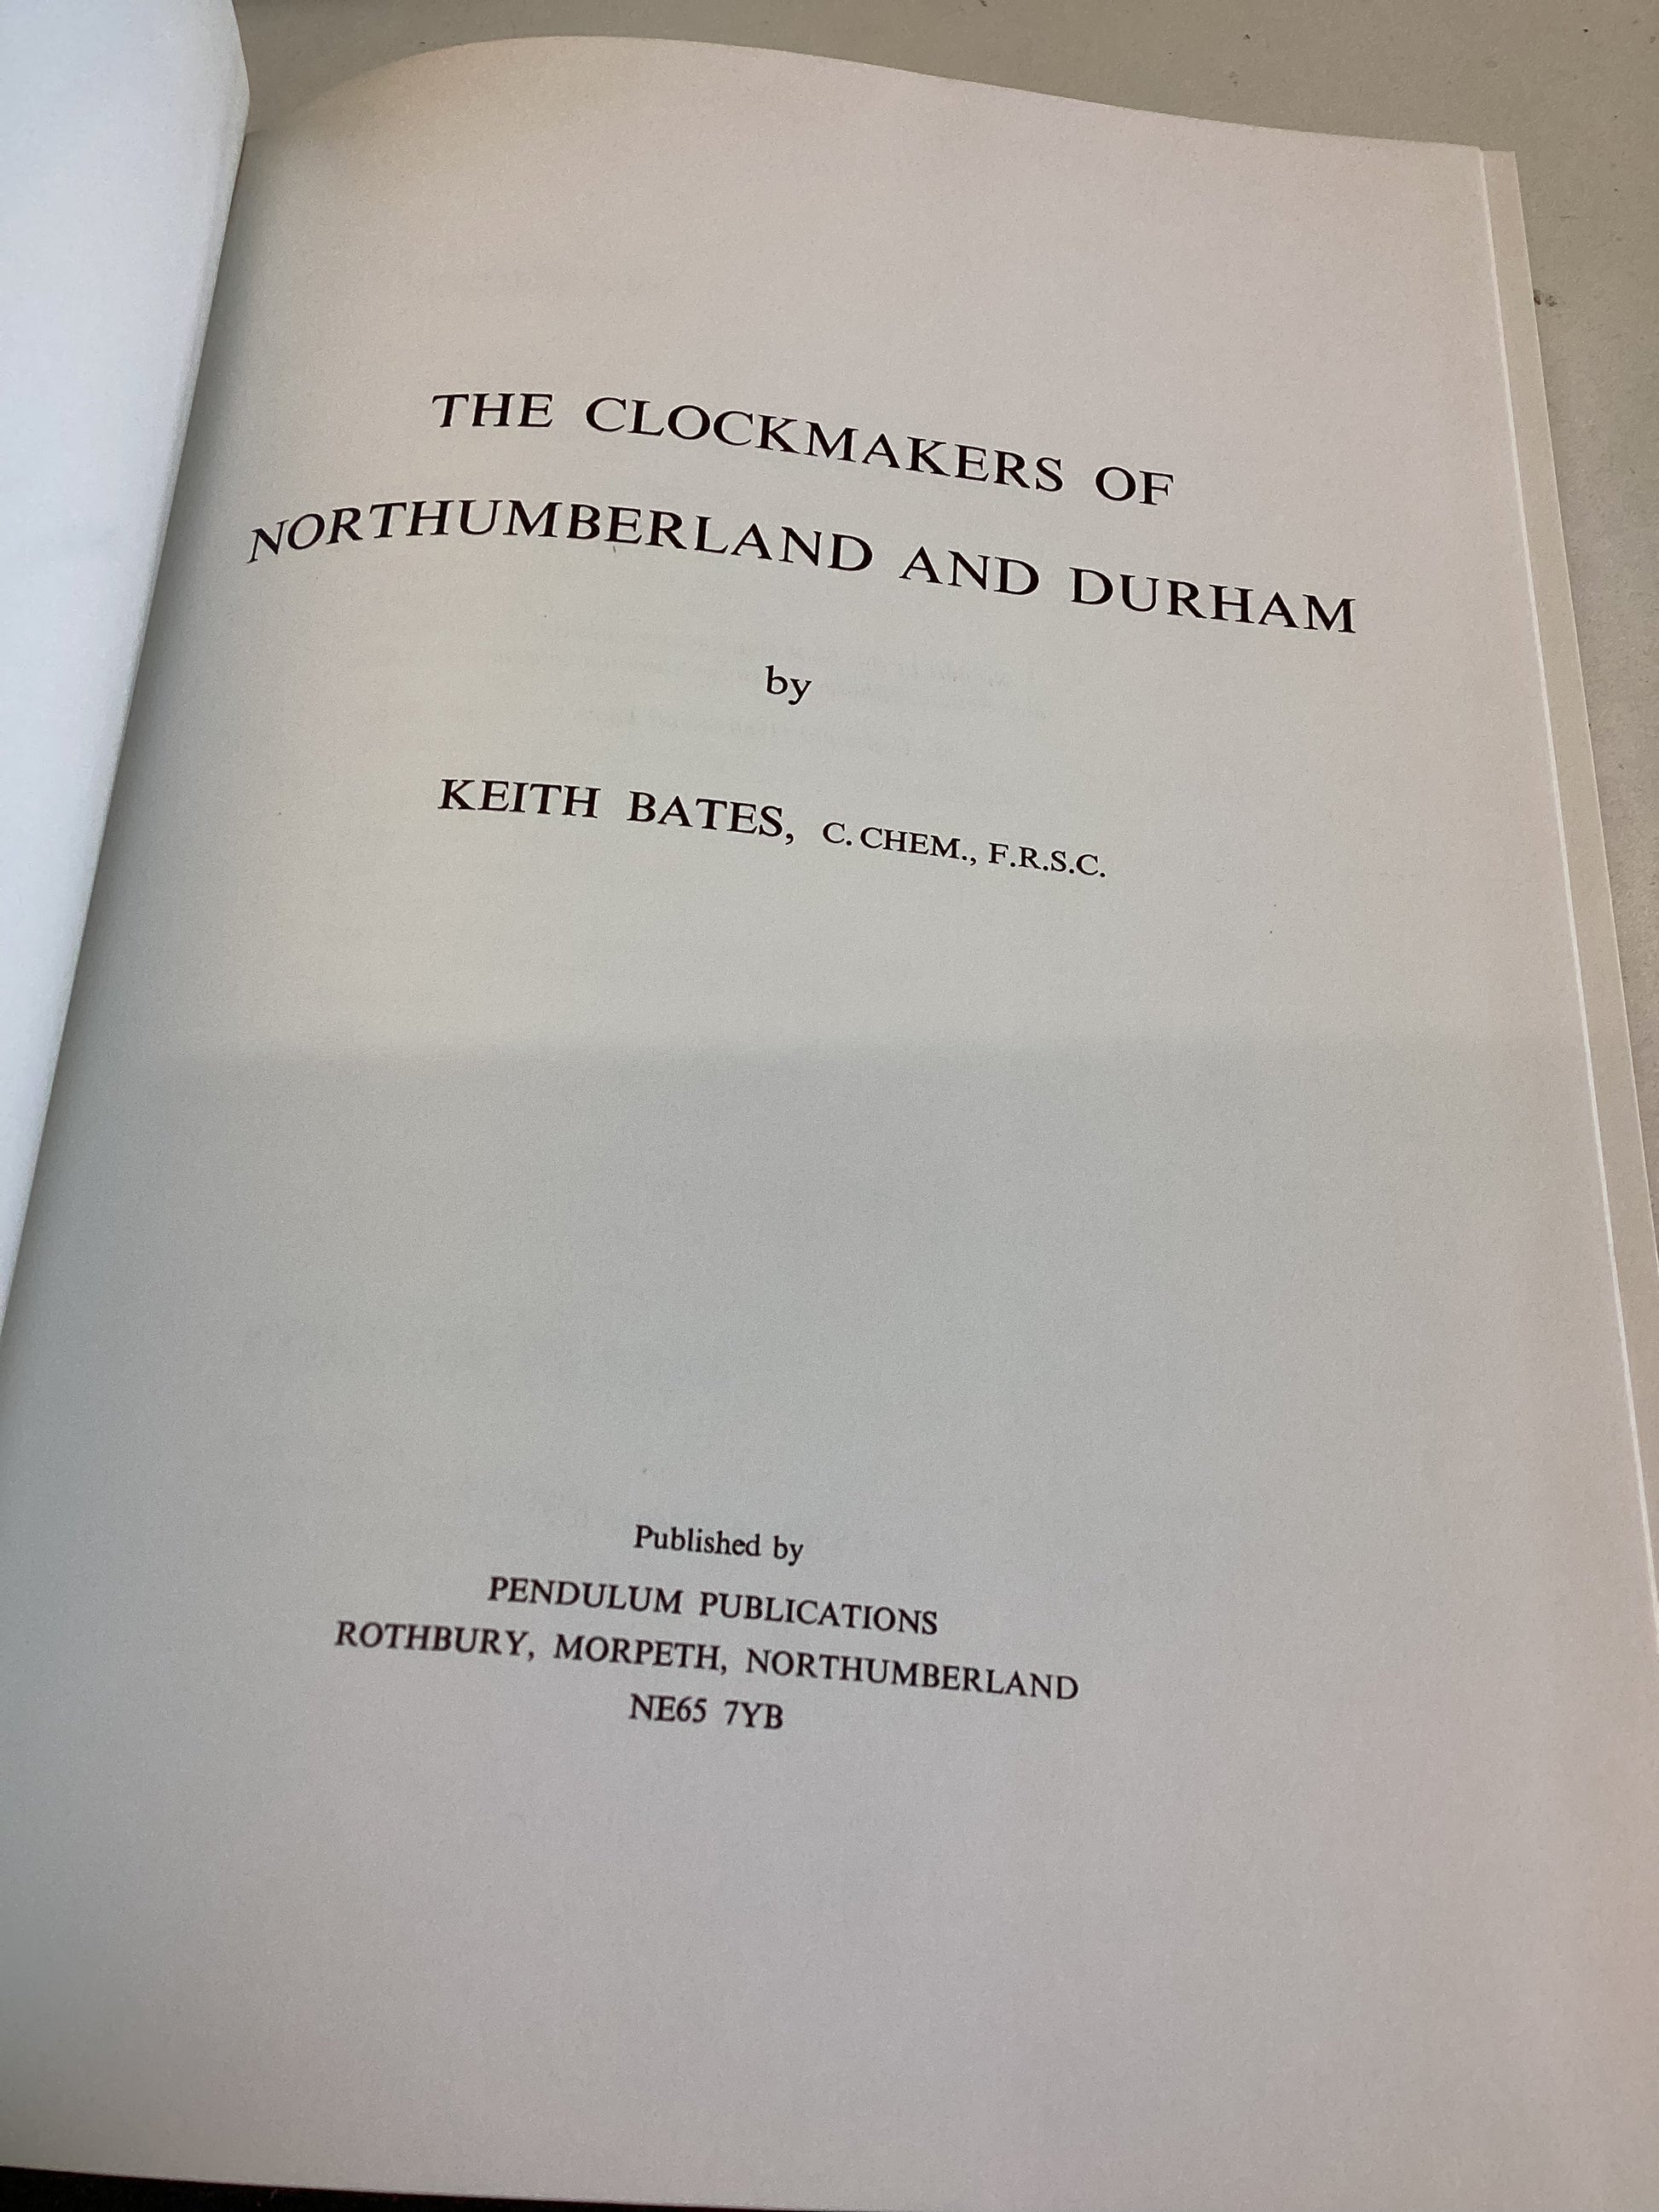 THE CLOCKMAKERS OF
NORTHUMBERLAND AND DURHAM
by
KEITH BATES, C. CHEM., F.R.S.C.
Published by
PENDULUM PUBLICATIONS
ROTHBURY, MORPETH, NORTHUMBERLAND
NE65 7YB